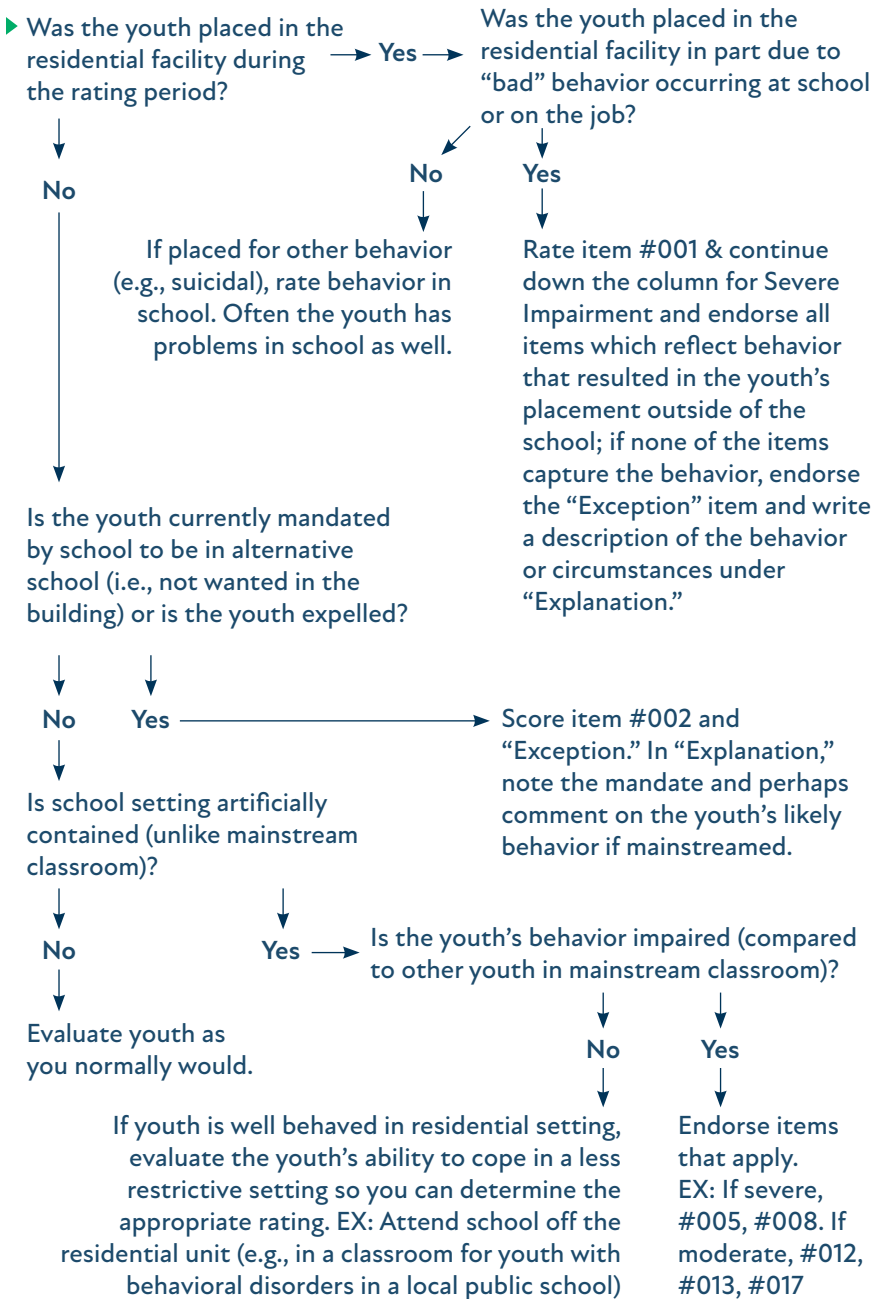 Was the youth placed in the
residential facility during
the rating period?
Yes
Was the youth placed in the
residential facility in part due to
“bad” behavior occurring at school
or on the job?
No
No
Yes
If placed for other behavior
(e.g., suicidal), rate behavior in
school. Often the youth has
problems in school as well.
Rate item #001 & continue
down the column for Severe
Impairment and endorse all
items which reflect behavior
that resulted in the youth’s
placement outside of the
school; if none of the items
capture the behavior, endorse
the “Exception” item and write
a description of the behavior
or circumstances under
“Explanation.”
Is the youth currently mandated
by school to be in alternative
school (i.e., not wanted in the
building) or is the youth expelled?
No
Yes
Score item #002 and
“Exception.” In “Explanation,”
note the mandate and perhaps
comment on the youth’s likely
behavior if mainstreamed.
Is school setting artificially
contained (unlike mainstream
classroom)?
No
Yes
Is the youth’s behavior impaired (compared
to other youth in mainstream classroom)?
Evaluate youth as
you normally would.
No
Yes
If youth is well behaved in residential setting,
evaluate the youth’s ability to cope in a less
restrictive setting so you can determine the
appropriate rating. EX: Attend school off the
residential unit (e.g., in a classroom for youth with
behavioral disorders in a local public school)
Endorse items
that apply.
EX: If severe,
#005, #008. If
moderate, #012,
#013, #017